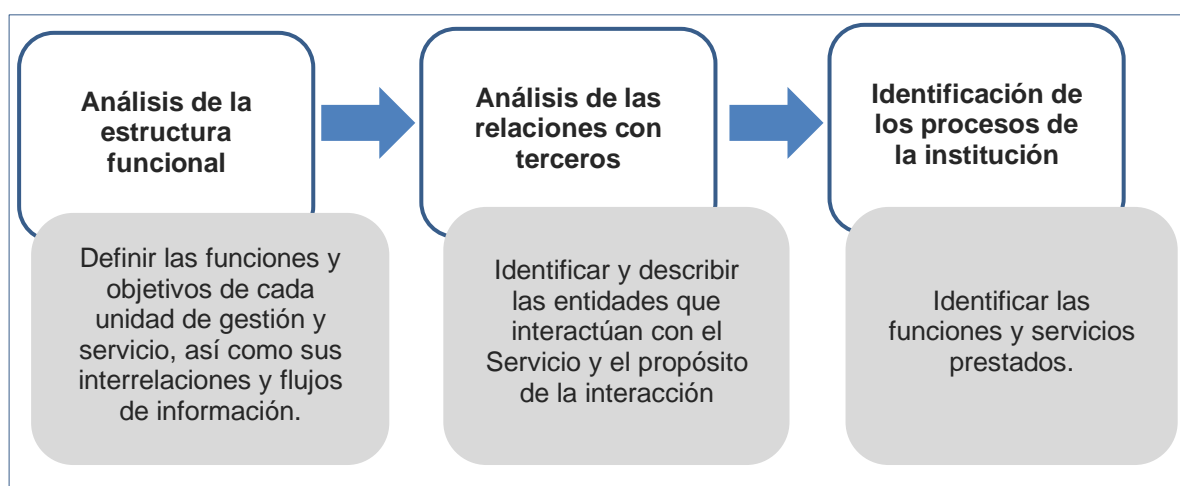 Análisis de la
estructura
funcional
Definir las funciones y
objetivos de cada
unidad de gestión y
servicio, así como sus
interrelaciones y flujos
de información.
Análisis de las
relaciones con
terceros
Identificar y describir
las entidades que
interactúan con el
Servicio y el propósito
de la interacción
Identificación de
los procesos de
la institución
Identificar las
funciones y servicios
prestados.